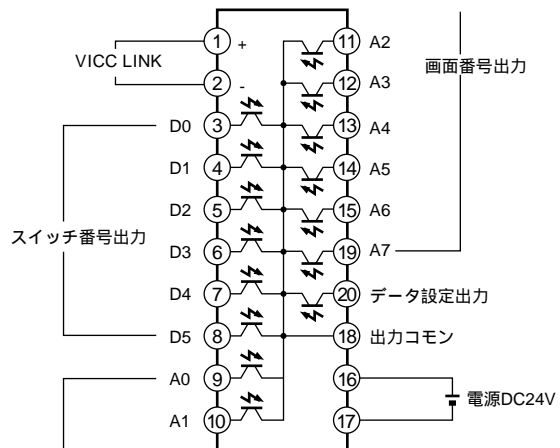 1 + 11 A2
VICC LINK
画面番号出力
2 - 12 A3
D0 3 13 A4
D1 4 14 A5
D2 5 15 A6
スイッチ番号出力
D3 6 19 A7
D4 7 20 データ設定出力
D5 8 18 出力コモン
A0 9 16
電源DC24V
A1 10 17